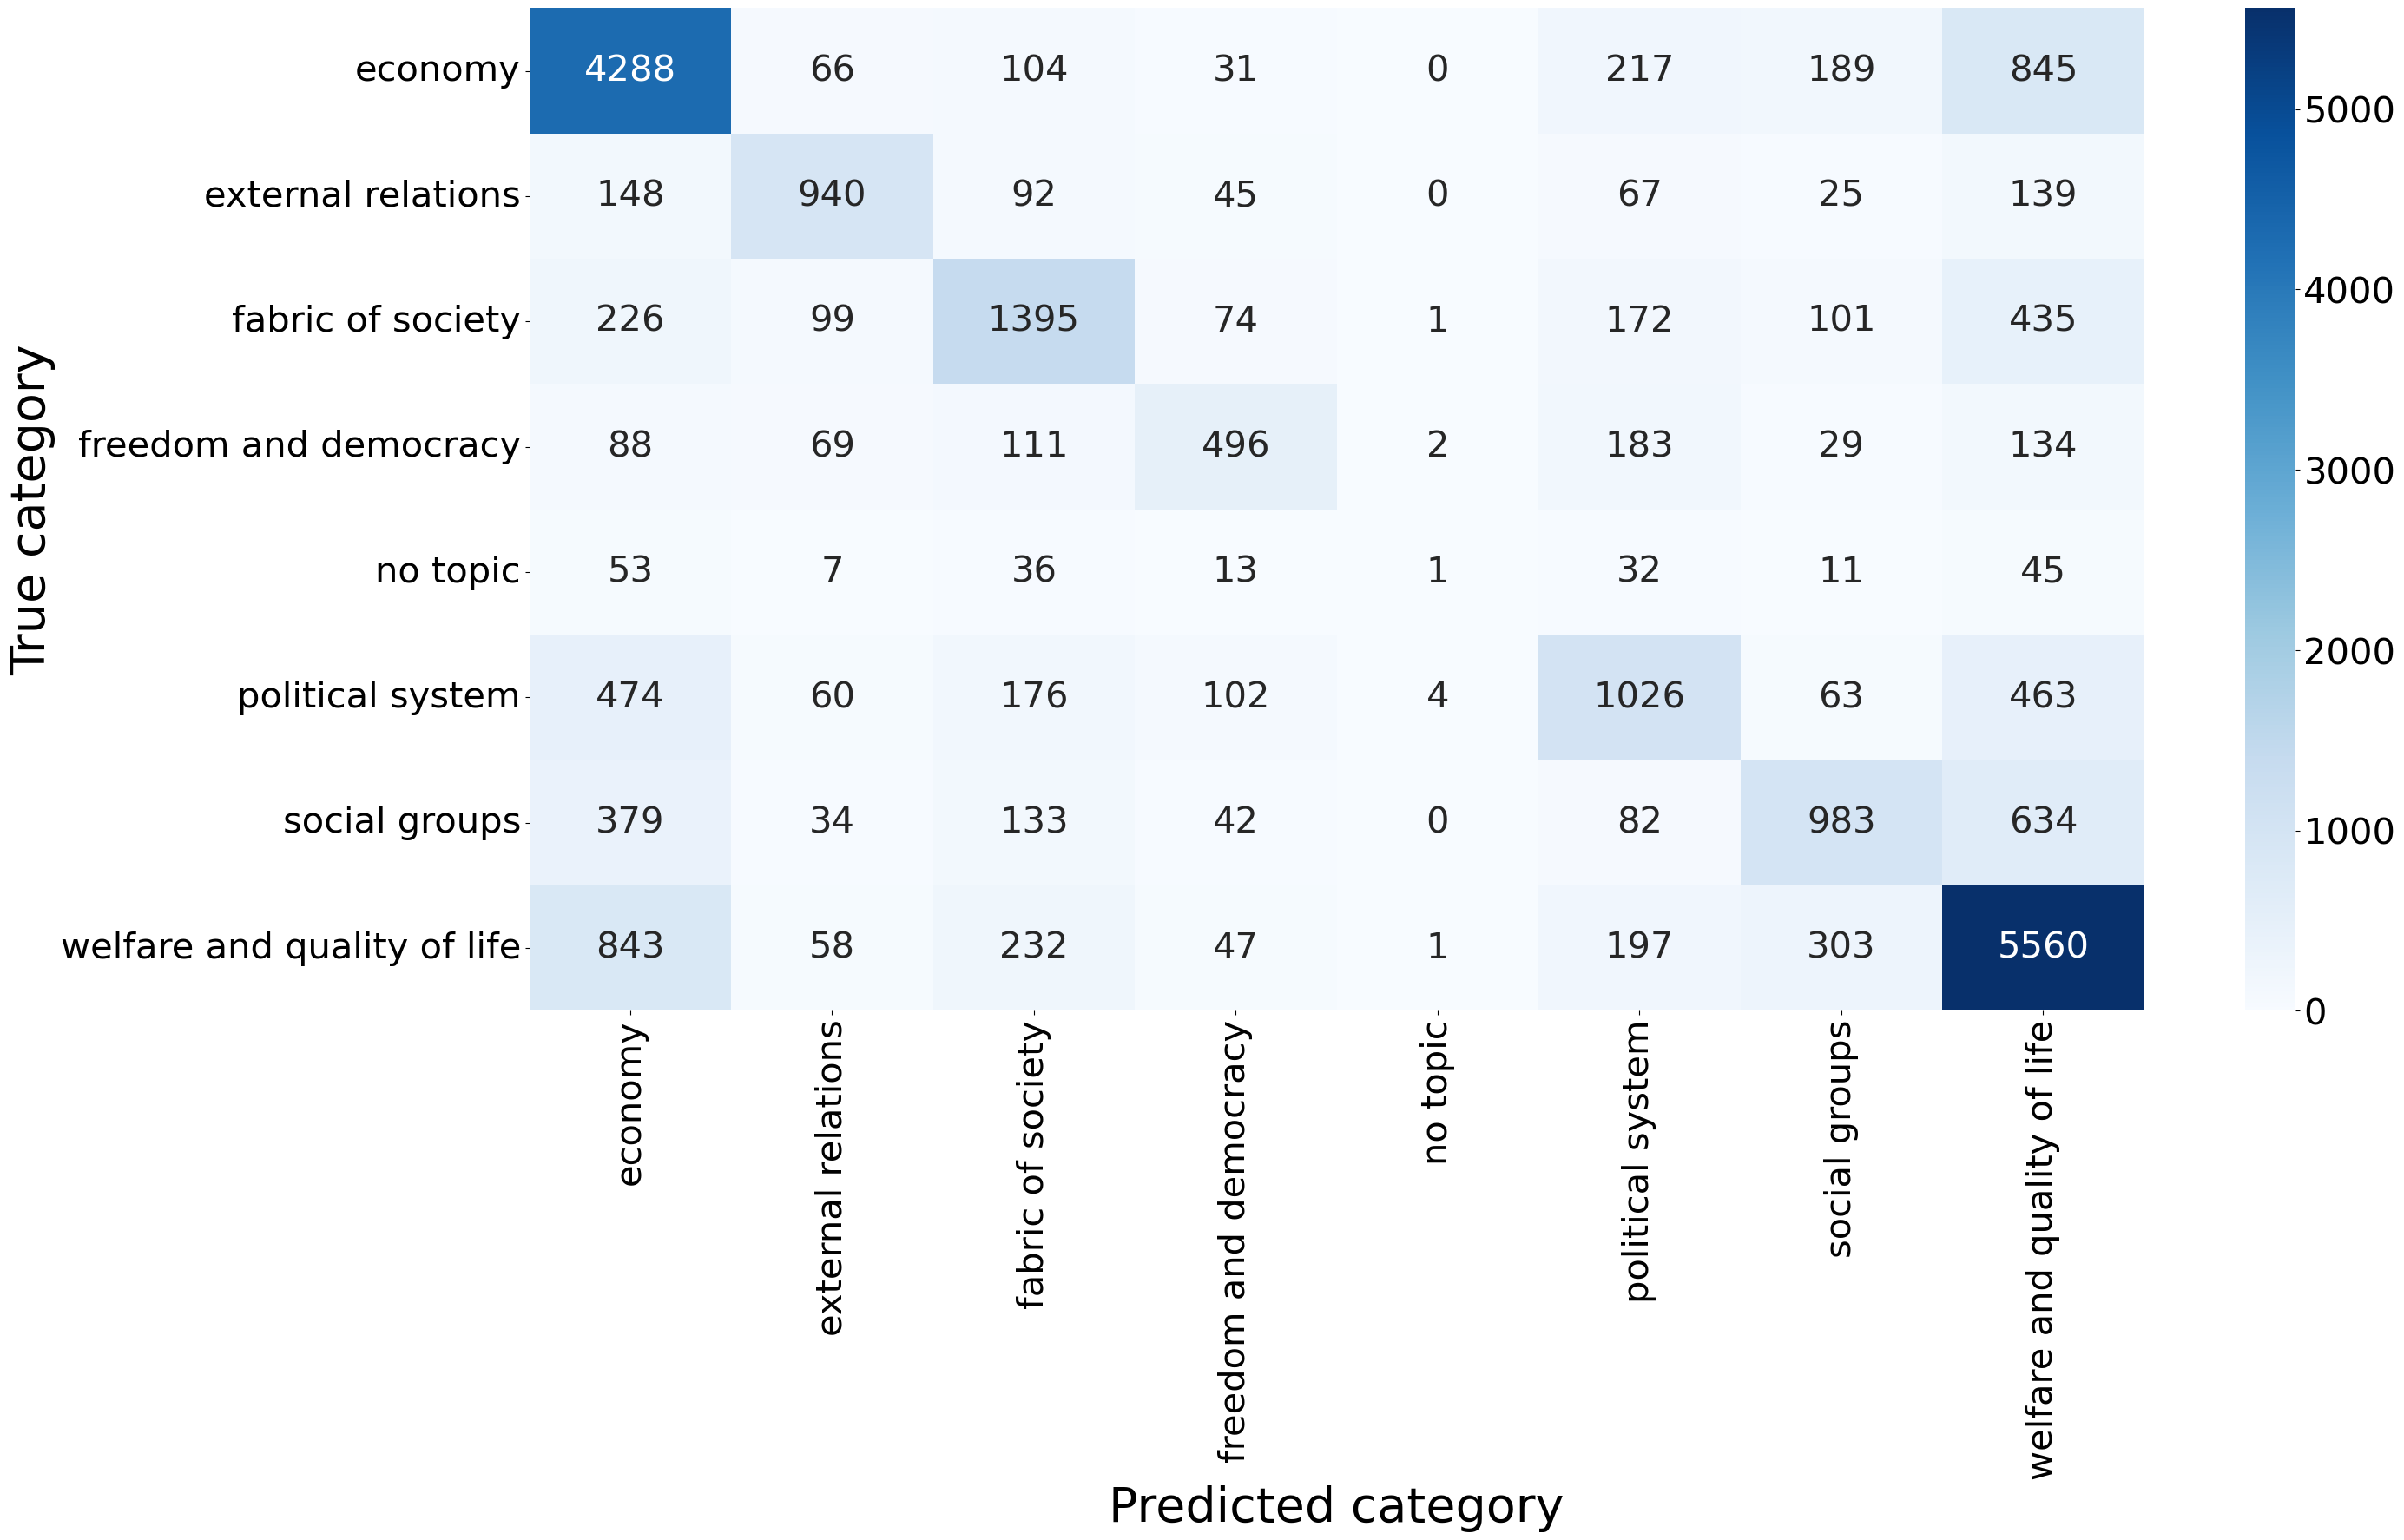 economy 4288 66 104 31 0 217 189 845
external relations 148 940 92 45 0 67 25 139
fabric of society 226 99 1395 74 1 172 101 435
freedom and democracy 88 69 111 496 2 183 29 134
no topic 53 7 36 13 1 32 11 45
political system 474 60 176 102 4 1026 63 463
social groups 379 34 133 42 0 82 983 634
welfare and quality of life 843 58 232 47 1 197 303 5560
True category
economy
external relations
fabric of society
freedom and democracy
no topic
political system
social groups
welfare and quality of life
Predicted category
5000
4000
3000
2000
1000
0